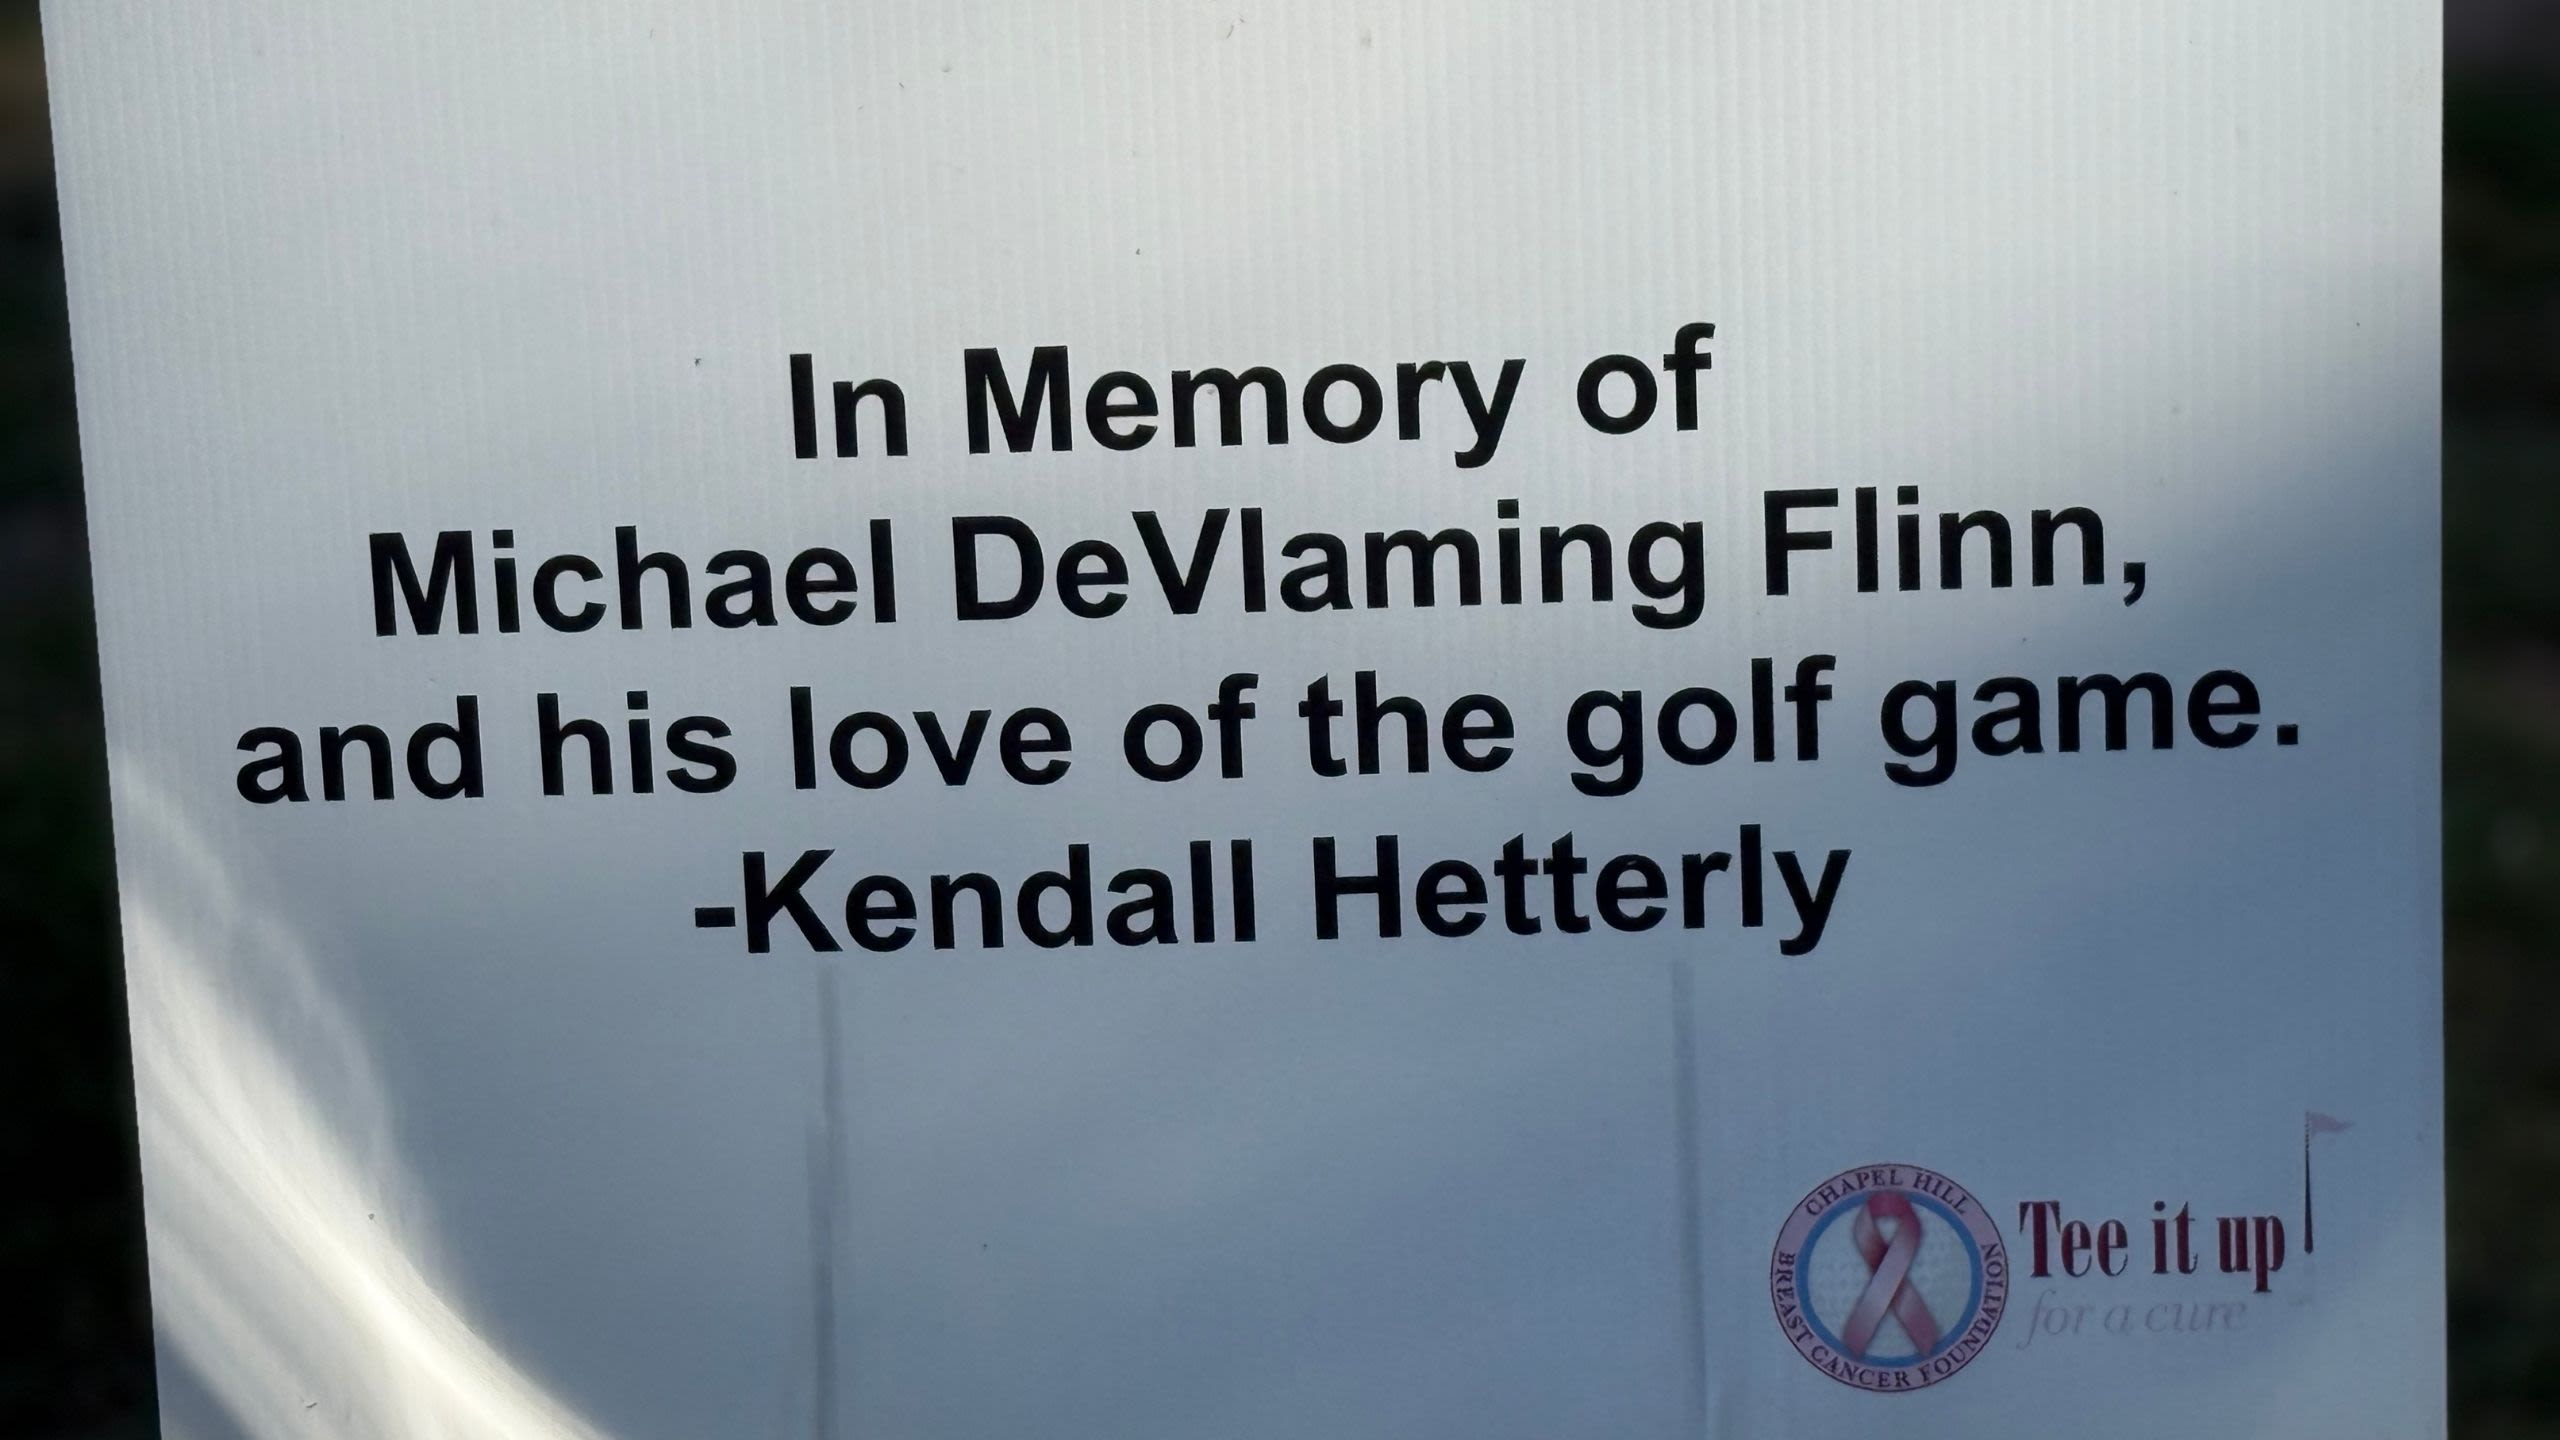 In Memory of
Michael DeVlaming Flinn,
and his love of the golf game.
-Kendall Hetterly
CHAPEL HILL
BREAST CANCER FOUNDATION
Tee it up
for a cure